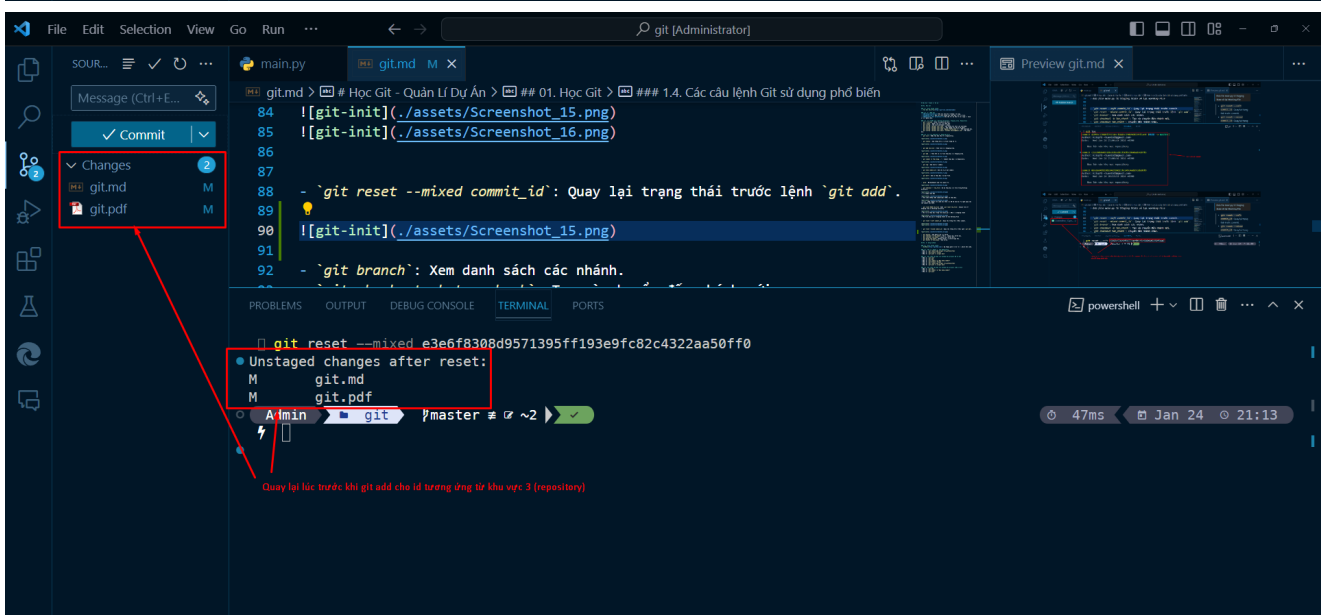 File Edit Selection View Go Run ··· git [Administrator]
SOUR...
Message (Ctrl+E...
Commit
Changes 2
git.md M
git.pdf M
2
main.py
git.md M
Preview git.md
git.md > # Học Git - Quản Lí Dự Án > ## 01. Học Git > ### 1.4. Các câu lệnh Git sử dụng phổ biến
84 ![git-init](./assets/Screenshot_15.png)
85 ![git-init](./assets/Screenshot_16.png)
86
87
88 - `git reset --mixed commit_id`: Quay lại trạng thái trước lệnh `git add`.
89
90 ![git-init](./assets/Screenshot_15.png)
91
92 - `git branch`: Xem danh sách các nhánh.
PROBLEMS OUTPUT DEBUG CONSOLE TERMINAL PORTS
powershell
git reset --mixed e3e6f8308d9571395ff193e9fc82c4322aa50ff0
Unstaged changes after reset:
M git.md
M git.pdf
Admin git master ≢ ~2 ✓ 47ms Jan 24 21:13
Quay lại lúc trước khi git add cho id tương ứng từ khu vực 3 (repository)